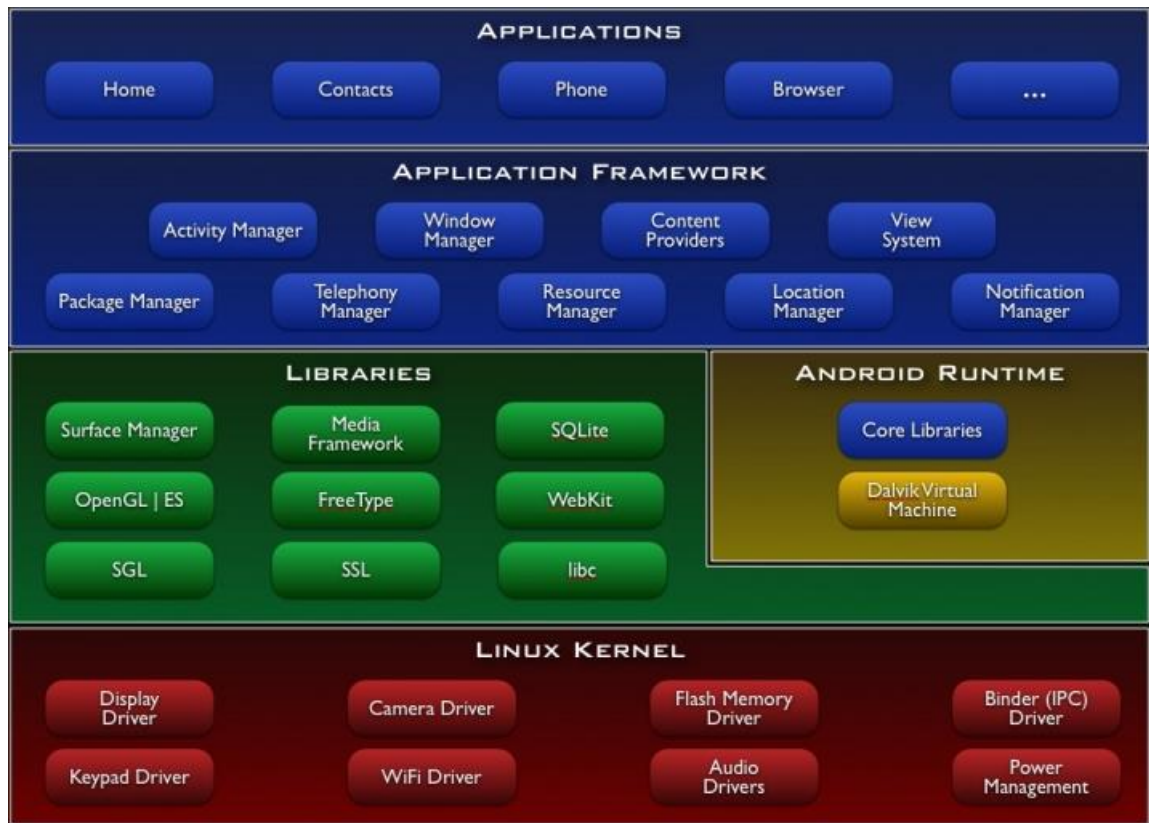 APPLICATIONS
Home
Contacts
Phone
Browser
...
APPLICATION FRAMEWORK
Activity Manager
Window
Manager
Content
Providers
View
System
Package Manager
Telephony
Manager
Resource
Manager
Location
Manager
Notification
Manager
LIBRARIES
Surface Manager
Media
Framework
SQLite
OpenGL | ES
FreeType
WebKit
SGL
SSL
libc
ANDROID RUNTIME
Core Libraries
Dalvik Virtual
Machine
LINUX KERNEL
Display
Driver
Camera Driver
Flash Memory
Driver
Binder (IPC)
Driver
Keypad Driver
WiFi Driver
Audio
Drivers
Power
Management